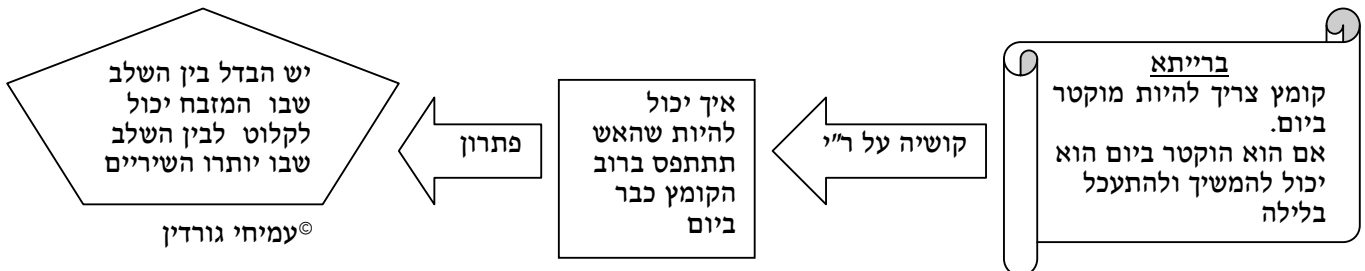 ברייתא
קומץ צריך להיות מוקטר
ביום.
אם הוא הוקטר ביום הוא
יכול להמשיך ולהתעכל
בלילה
קושיה על ר"י
איך יכול
להיות שהאש
תתפס ברוב
הקומץ כבר
ביום
פתרון
יש הבדל בין השלב
שבו המזבח יכול
לקלוט לבין השלב
שבו יותרו השיריים
©עמיחי גורדין